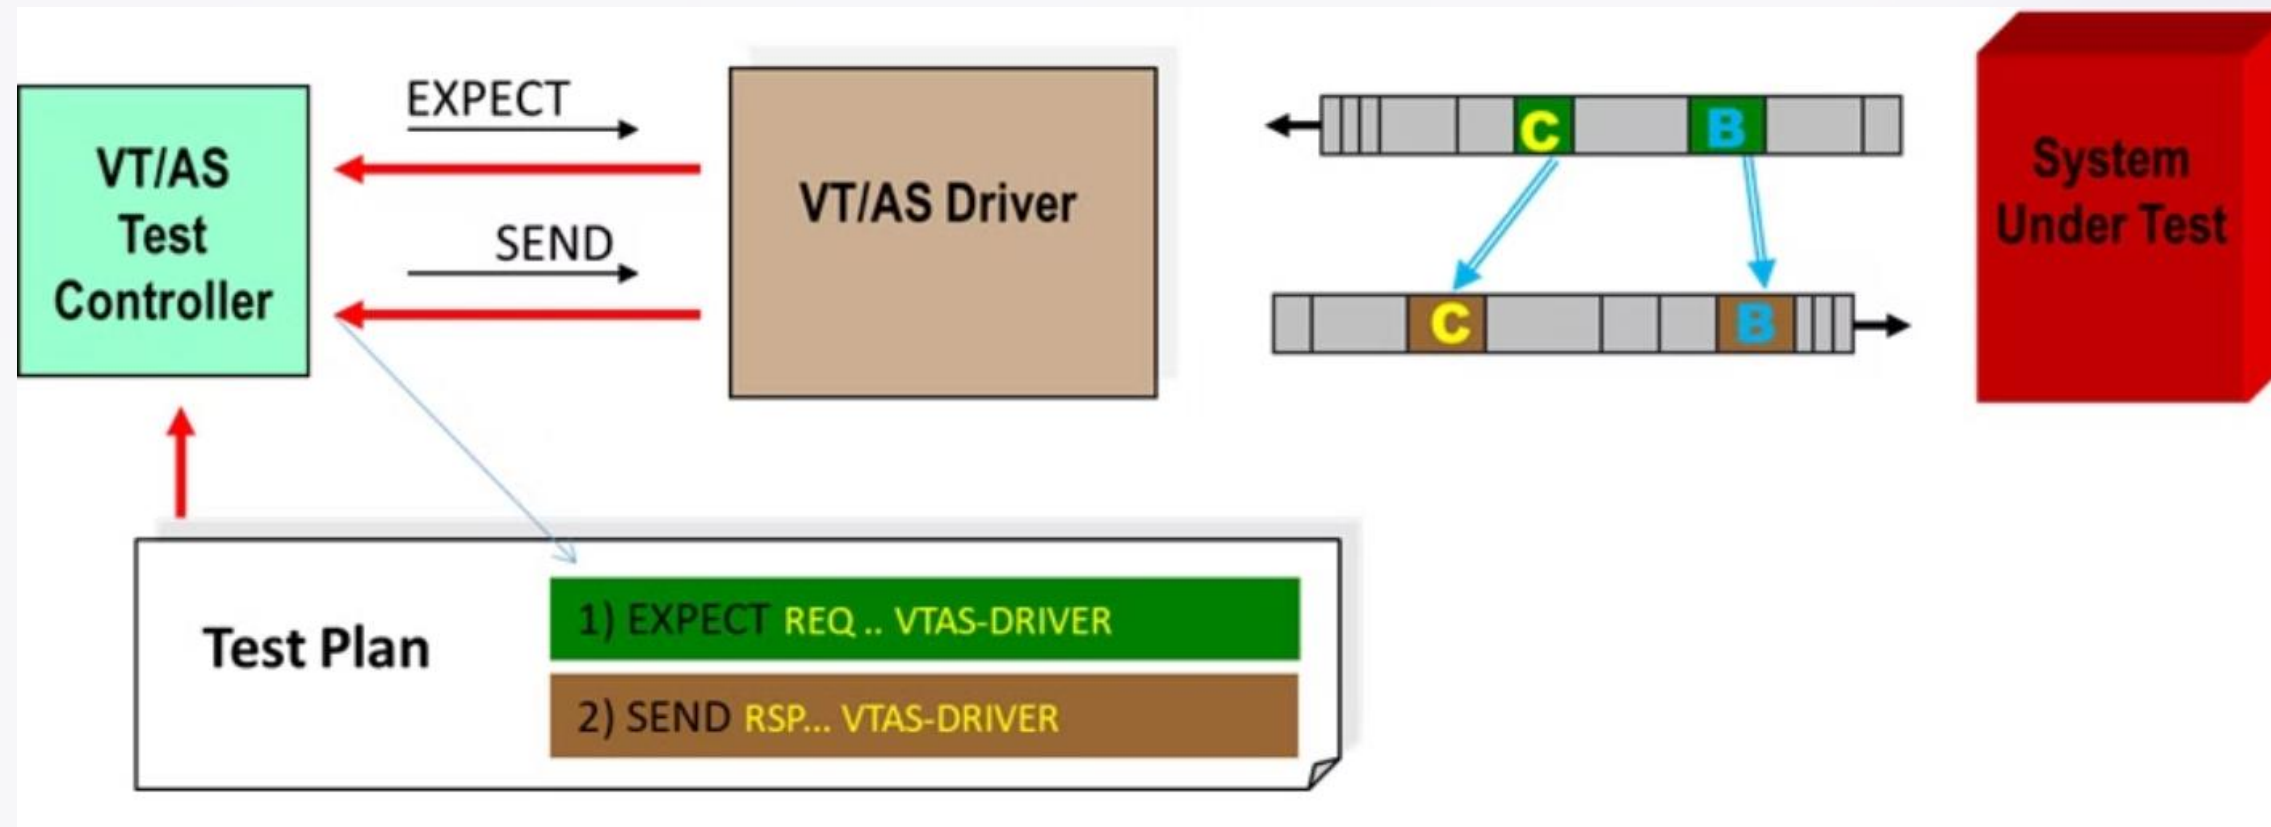 VT/AS
Test
Controller
EXPECT
SEND
VT/AS Driver
C
B
C
B
System
Under Test
Test Plan
1) EXPECT REQ .. VTAS-DRIVER
2) SEND RSP... VTAS-DRIVER